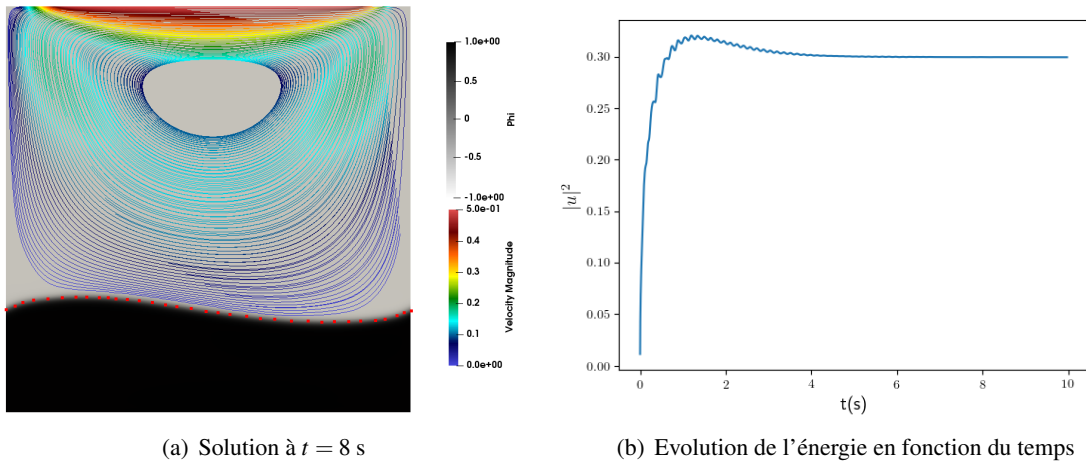 1.0e+00
0.5
0
-0.5
-1.0e+00
Phi
5.0e-01
0.4
0.3
0.2
0.1
0.0e+00
Velocity Magnitude
0.30
0.25
0.20
0.15
0.10
0.05
0.00
|u|²
0
2
4
6
8
10
t(s)
(a) Solution à t = 8 s
(b) Evolution de l'énergie en fonction du temps